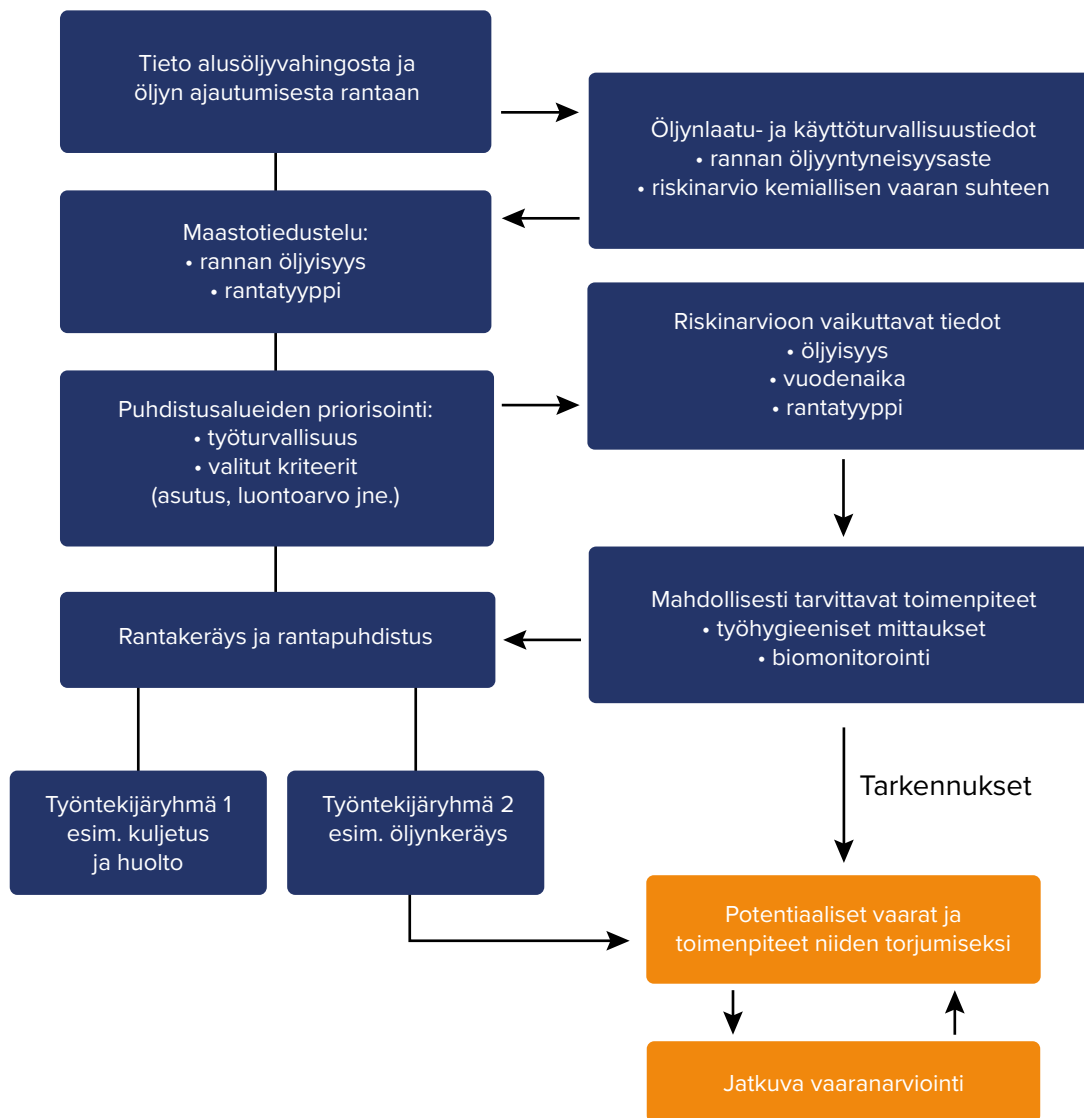 Tieto alusöljyvahingosta ja
öljyn ajautumisesta rantaan
Öljynlaatu- ja käyttöturvallisuustiedot
• rannan öljyyntyneisyysaste
• riskinarvio kemiallisen vaaran suhteen
Maastotiedustelu:
• rannan öljyisyys
• rantatyyppi
Riskinarvioon vaikuttavat tiedot
• öljyisyys
• vuodenaika
• rantatyyppi
Puhdistusalueiden priorisointi:
• työturvallisuus
• valitut kriteerit
(asutus, luontoarvo jne.)
Mahdollisesti tarvittavat toimenpiteet
• työhygieeniset mittaukset
• biomonitorointi
Rantakeräys ja rantapuhdistus
Työntekijäryhmä 1
esim. kuljetus
ja huolto
Työntekijäryhmä 2
esim. öljynkeräys
Tarkennukset
Potentiaaliset vaarat ja
toimenpiteet niiden torjumiseksi
Jatkuva vaaranarviointi